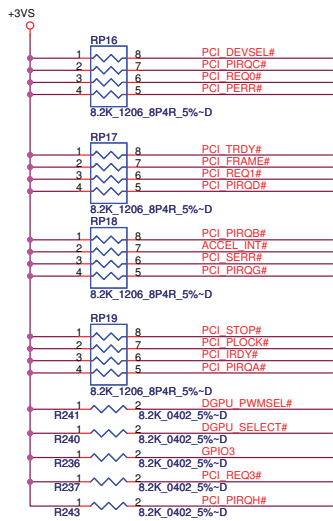 +3VS
RP16
1 8 PCI_DEVSEL#
2 7 PCI_PIRQC#
3 6 PCI_REQ0#
4 5 PCI_PERR#
8.2K_1206_8P4R_5%~D
RP17
1 8 PCI_TRDY#
2 7 PCI_FRAME#
3 6 PCI_REQ1#
4 5 PCI_PIRQD#
8.2K_1206_8P4R_5%~D
RP18
1 8 PCI_PIRQB#
2 7 ACCEL_INT#
3 6 PCI_SERR#
4 5 PCI_PIRQG#
8.2K_1206_8P4R_5%~D
RP19
1 8 PCI_STOP#
2 7 PCI_PLOCK#
3 6 PCI_IRDY#
4 5 PCI_PIRQA#
8.2K_1206_8P4R_5%~D
1 2 DGPU_PWMSEL#
R241 8.2K_0402_5%~D
1 2 DGPU_SELECT#
R240 8.2K_0402_5%~D
1 2 GPIO3
R236 8.2K_0402_5%~D
1 2 PCI_REQ3#
R237 8.2K_0402_5%~D
1 2 PCI_PIRQH#
R243 8.2K_0402_5%~D